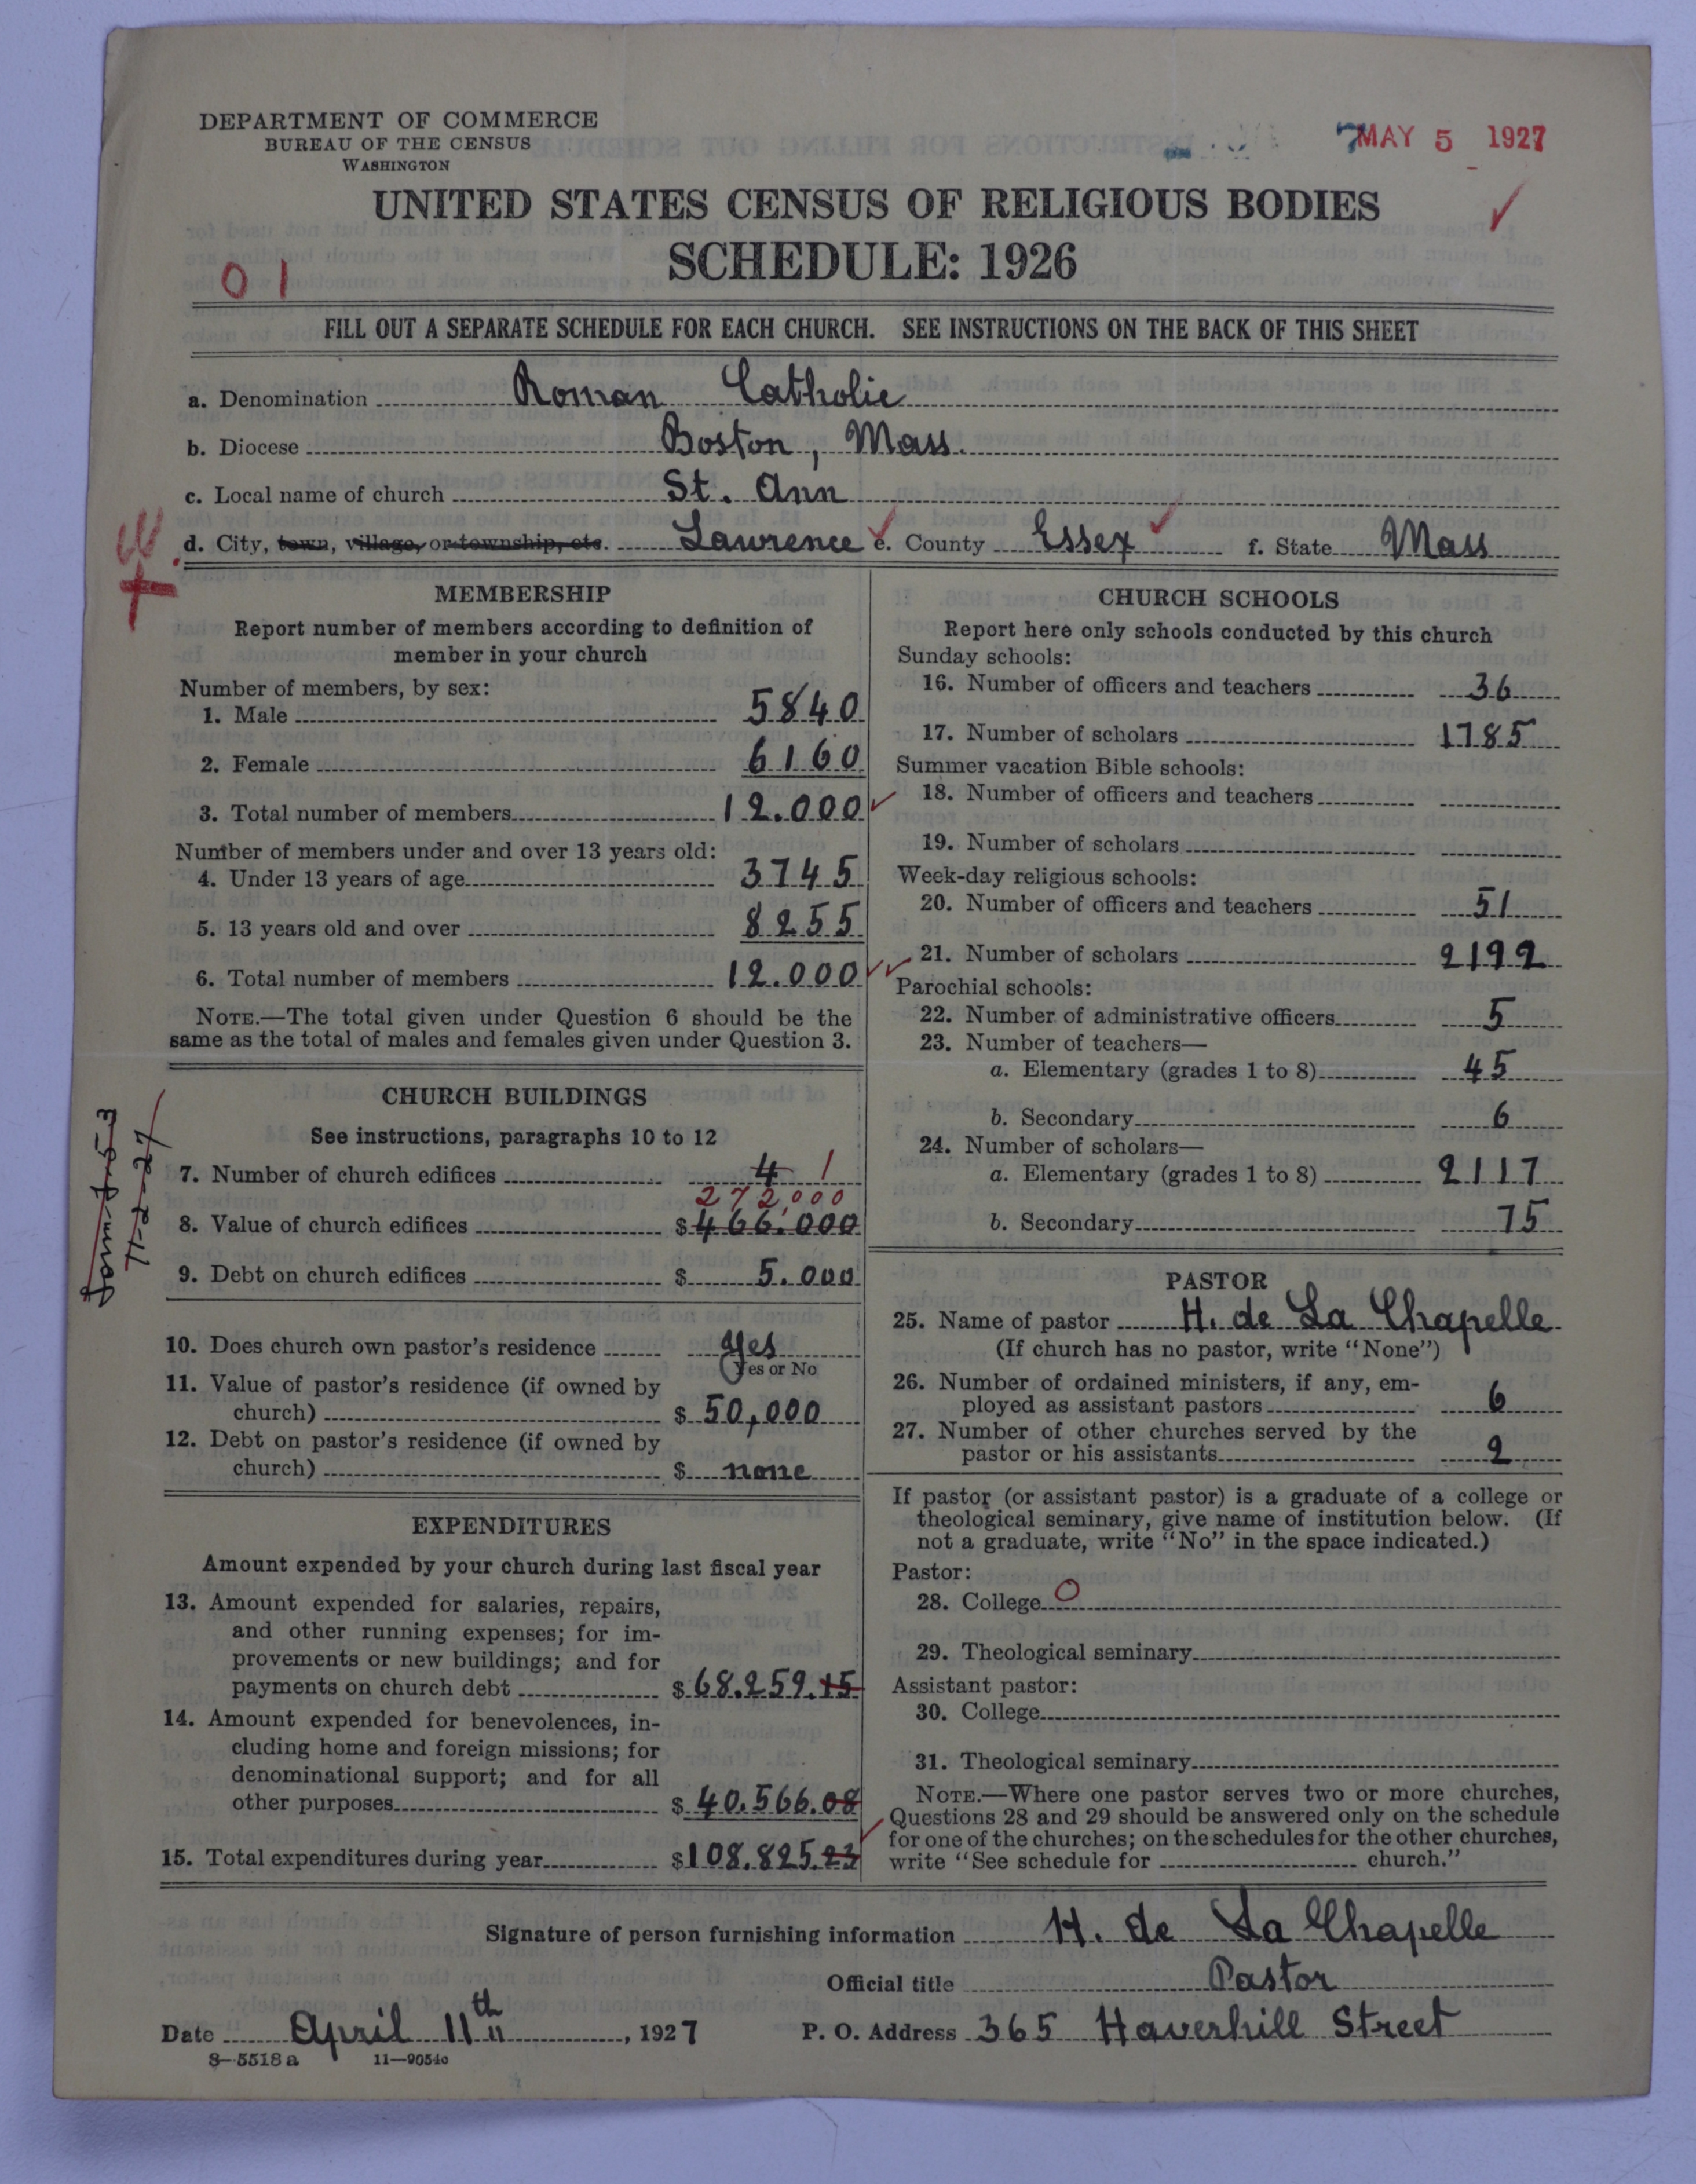 DEPARTMENT OF COMMERCE
BUREAU OF THE CENSUS
WASHINGTON
MAY 5 1927
UNITED STATES CENSUS OF RELIGIOUS BODIES
SCHEDULE: 1926
01
FILL OUT A SEPARATE SCHEDULE FOR EACH CHURCH. SEE INSTRUCTIONS ON THE BACK OF THIS SHEET
a. Denomination Roman Catholic
b. Diocese Boston, Mass.
c. Local name of church St. Ann
d. City, town, village, or township, etc. Lawrence e. County Essex f. State Mass
MEMBERSHIP
Report number of members according to definition of
member in your church
Number of members, by sex:
1. Male 5840
2. Female 6160
3. Total number of members 12.000
Number of members under and over 13 years old:
4. Under 13 years of age 3745
5. 13 years old and over 8255
6. Total number of members 12.000
NOTE.—The total given under Question 6 should be the
same as the total of males and females given under Question 3.
CHURCH BUILDINGS
See instructions, paragraphs 10 to 12
7. Number of church edifices 4 1
272,000
8. Value of church edifices $466.000
9. Debt on church edifices $ 5.000
10. Does church own pastor's residence yes
(Yes or No
11. Value of pastor's residence (if owned by
church) $ 50,000
12. Debt on pastor's residence (if owned by
church) $ none
EXPENDITURES
Amount expended by your church during last fiscal year
13. Amount expended for salaries, repairs,
and other running expenses; for im-
provements or new buildings; and for
payments on church debt $ 68.259.15
14. Amount expended for benevolences, in-
cluding home and foreign missions; for
denominational support; and for all
other purposes $ 40.566.08
15. Total expenditures during year $108.825.23
CHURCH SCHOOLS
Report here only schools conducted by this church
Sunday schools:
16. Number of officers and teachers 36
17. Number of scholars 1785
Summer vacation Bible schools:
18. Number of officers and teachers
19. Number of scholars
Week-day religious schools:
20. Number of officers and teachers 51
21. Number of scholars 2192
Parochial schools:
22. Number of administrative officers 5
23. Number of teachers—
a. Elementary (grades 1 to 8) 45
b. Secondary 6
24. Number of scholars—
a. Elementary (grades 1 to 8) 2117
b. Secondary 75
PASTOR
25. Name of pastor H. de La Chapelle
(If church has no pastor, write "None")
26. Number of ordained ministers, if any, em-
ployed as assistant pastors 6
27. Number of other churches served by the
pastor or his assistants 2
If pastor (or assistant pastor) is a graduate of a college or
theological seminary, give name of institution below. (If
not a graduate, write "No" in the space indicated.)
Pastor:
28. College O
29. Theological seminary
Assistant pastor:
30. College
31. Theological seminary
NOTE.—Where one pastor serves two or more churches,
Questions 28 and 29 should be answered only on the schedule
for one of the churches; on the schedules for the other churches,
write "See schedule for church."
Signature of person furnishing information H. de La Chapelle
Official title Pastor
Date April 11th, 1927 P. O. Address 365 Haverhill Street
8-5518 a 11—9054o